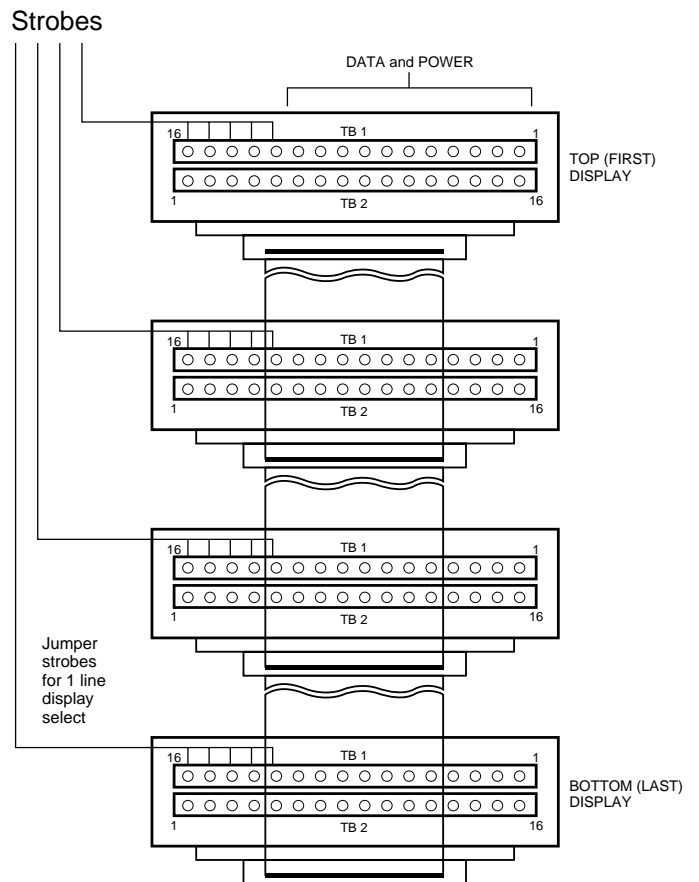 Strobes
DATA and POWER
16 TB 1 1
TOP (FIRST)
DISPLAY
1 TB 2 16
16 TB 1 1
1 TB 2 16
16 TB 1 1
1 TB 2 16
Jumper
strobes
for 1 line
display
select
16 TB 1 1
BOTTOM (LAST)
DISPLAY
1 TB 2 16